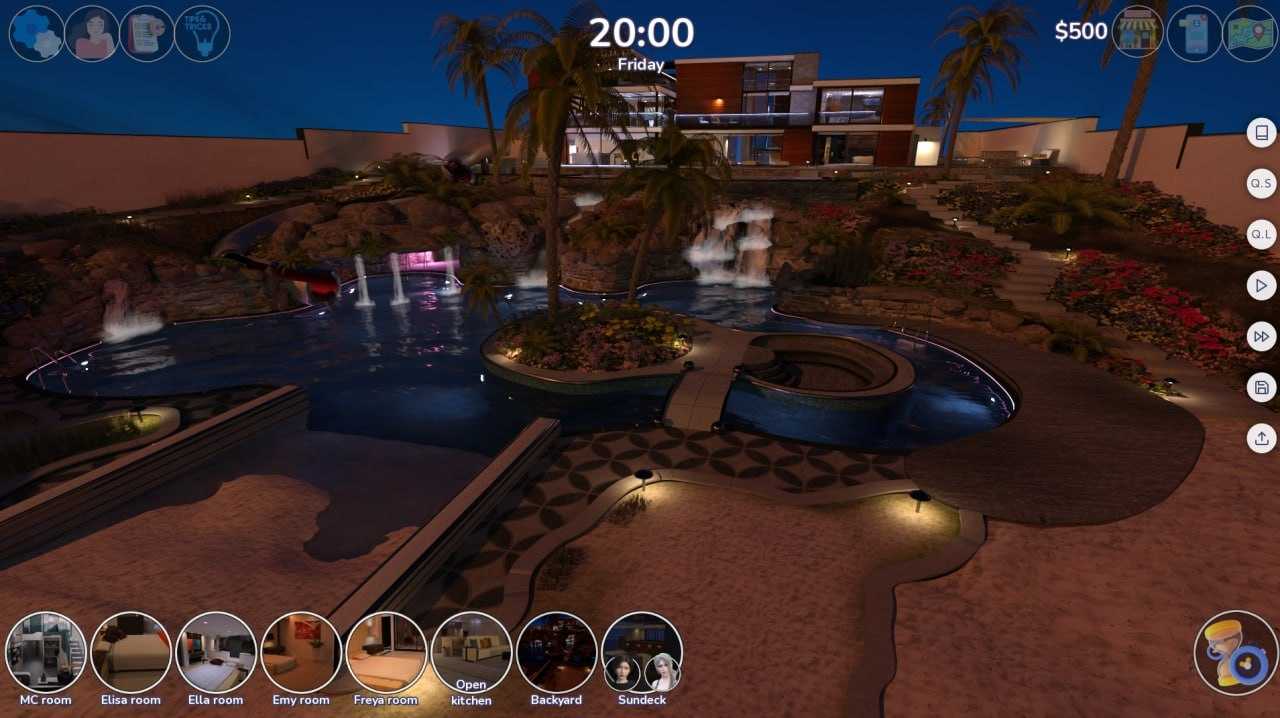 TIPS&
TRICKS
20:00
Friday
$500
Q.S
Q.L
MC room
Elisa room
Ella room
Emy room
Freya room
Open
kitchen
Backyard
Sundeck